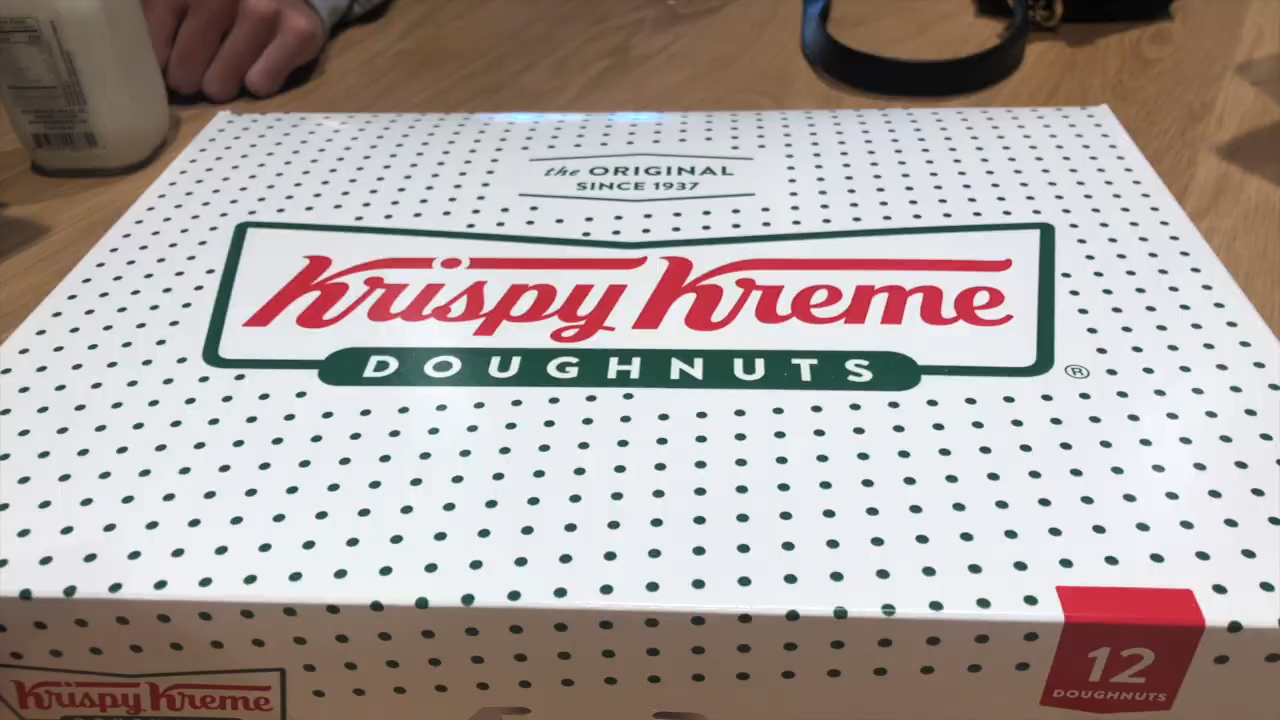 the ORIGINAL
SINCE 1937
Krispy Kreme
DOUGHNUTS
®
12
DOUGHNUTS
Krispy Kreme